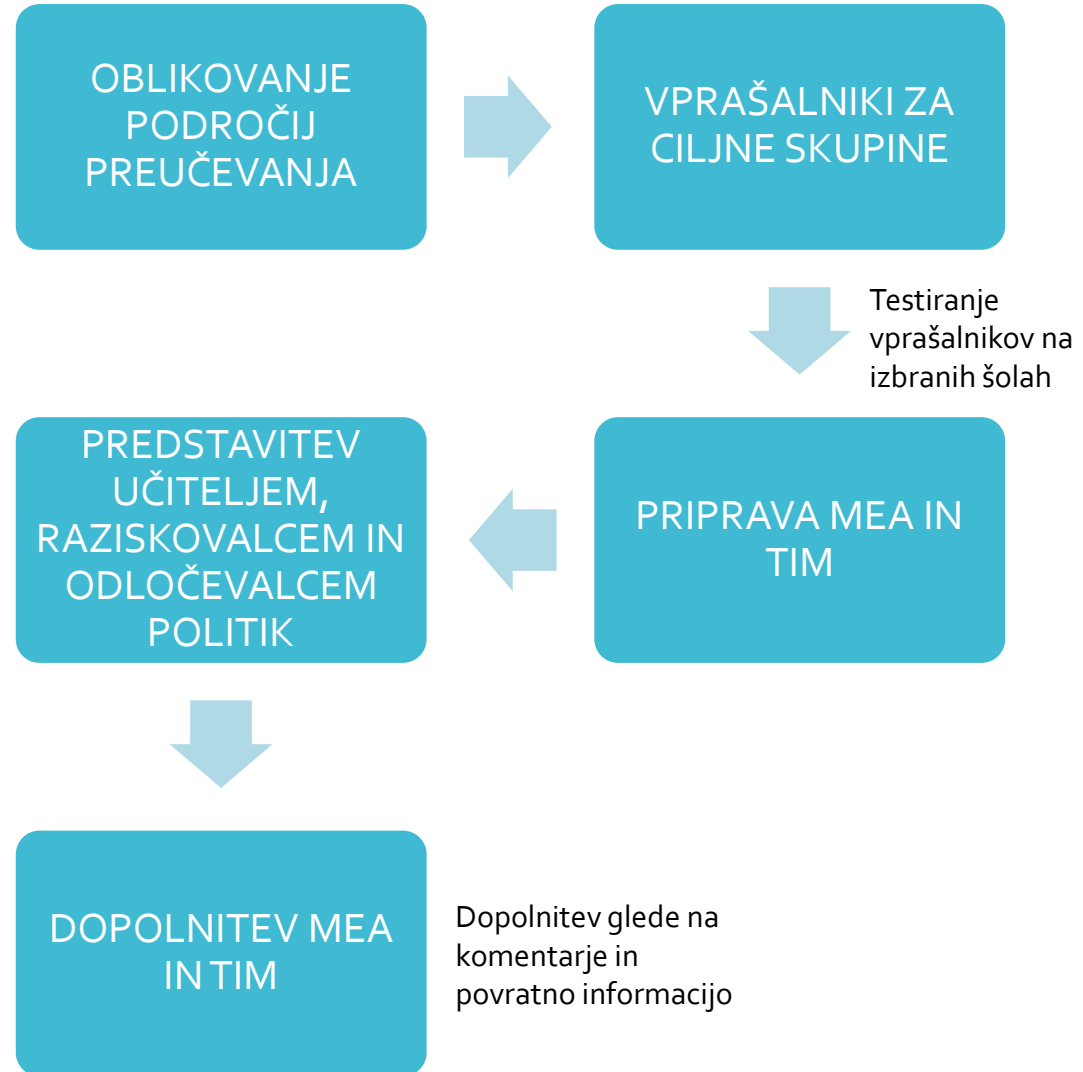 OBLIKOVANJE
PODROČIJ
PREUČEVANJA
VPRAŠALNIKI ZA
CILJNE SKUPINE
Testiranje
vprašalnikov na
izbranih šolah
PRIPRAVA MEA IN
TIM
PREDSTAVITEV
UČITELJEM,
RAZISKOVALCEM IN
ODLOČEVALCEM
POLITIK
DOPOLNITEV MEA
IN TIM
Dopolnitev glede na
komentarje in
povratno informacijo